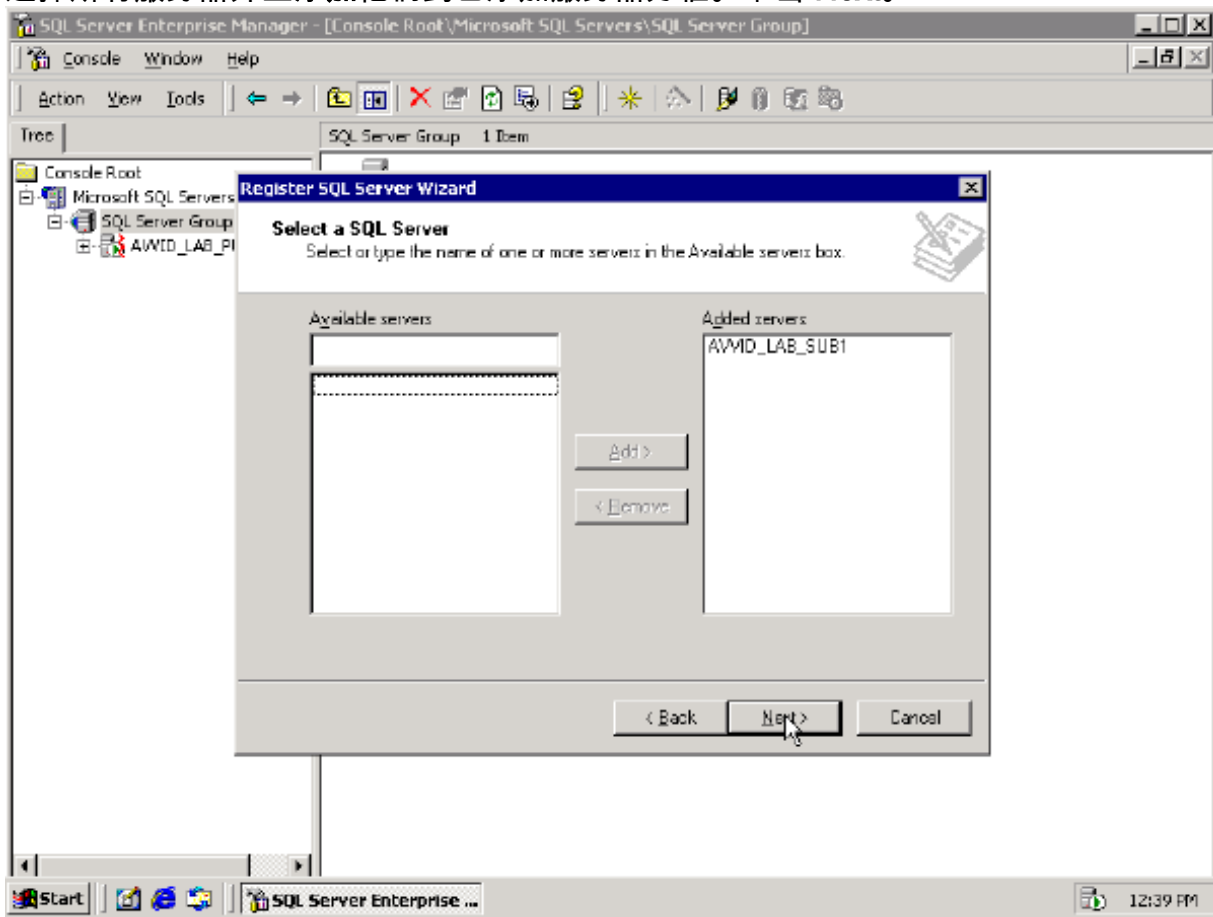 SQL Server Enterprise Manager - [Console Root\Microsoft SQL Servers\SQL Server Group]
Console Window Help
Action View Tools
Tree
SQL Server Group 1 Item
Console Root
Microsoft SQL Servers
SQL Server Group
AVVID_LAB_PU
Register SQL Server Wizard
Select a SQL Server
Select or type the name of one or more servers in the Available servers box.
Available servers
Added servers
AVVID_LAB_SUB1
Add >
< Remove
< Back
Next >
Cancel
Start
SQL Server Enterprise ...
12:39 PM